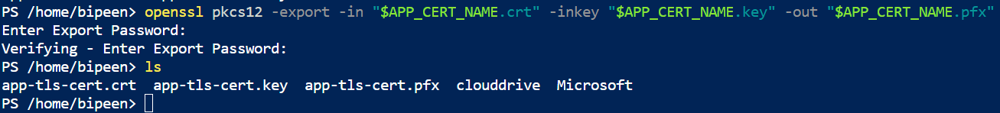 PS /home/bipeen> openssl pkcs12 -export -in "$APP_CERT_NAME.crt" -inkey "$APP_CERT_NAME.key" -out "$APP_CERT_NAME.pfx"
Enter Export Password:
Verifying - Enter Export Password:
PS /home/bipeen> ls
app-tls-cert.crt  app-tls-cert.key  app-tls-cert.pfx  clouddrive  Microsoft
PS /home/bipeen>